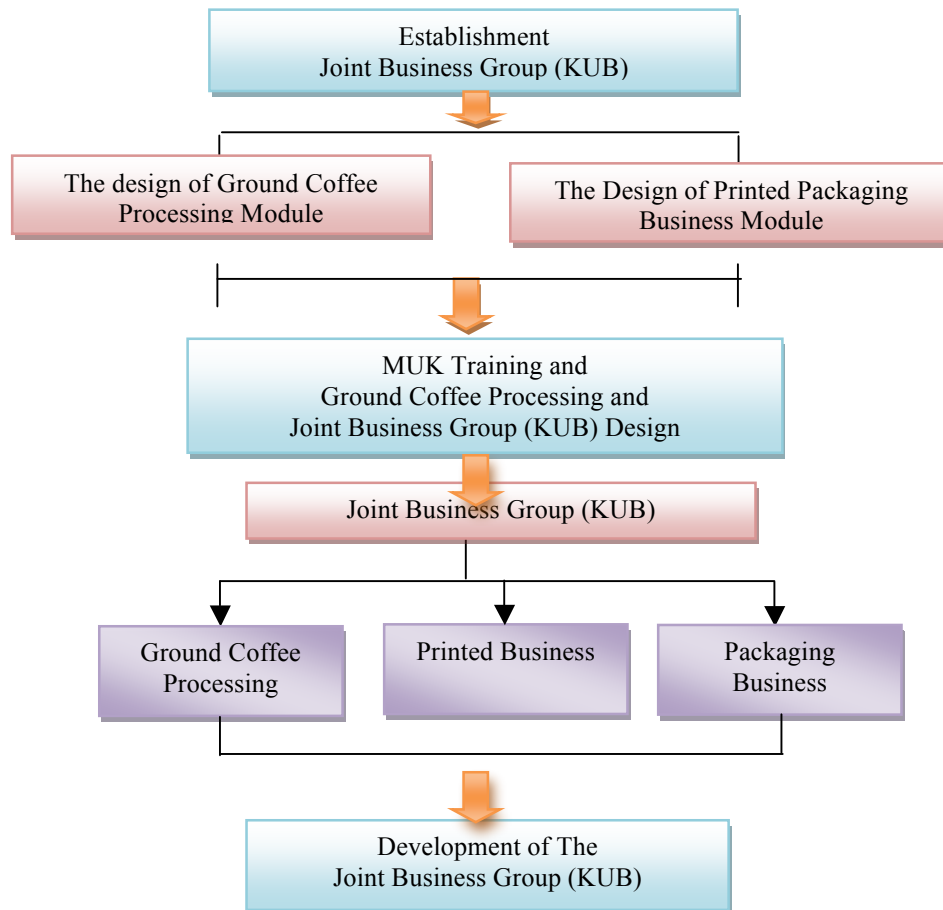 Establishment
Joint Business Group (KUB)
The design of Ground Coffee
Processing Module
The Design of Printed Packaging
Business Module
MUK Training and
Ground Coffee Processing and
Joint Business Group (KUB) Design
Joint Business Group (KUB)
Ground Coffee
Processing
Printed Business
Packaging
Business
Development of The
Joint Business Group (KUB)